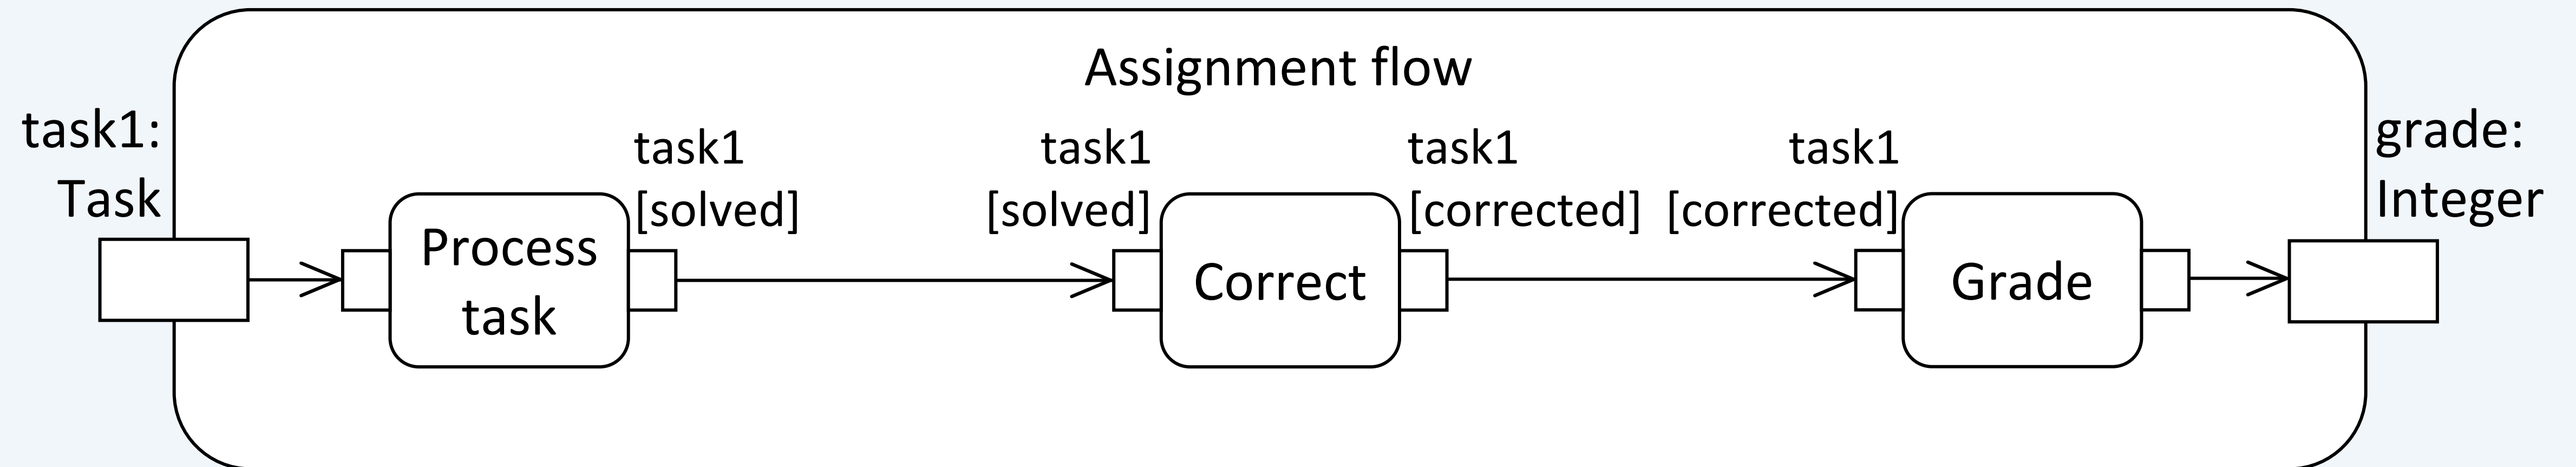 Assignment flow
task1:
Task
task1
[solved]
task1
[solved]
task1
[corrected]
task1
[corrected]
grade:
Integer
Process
task
Correct
Grade